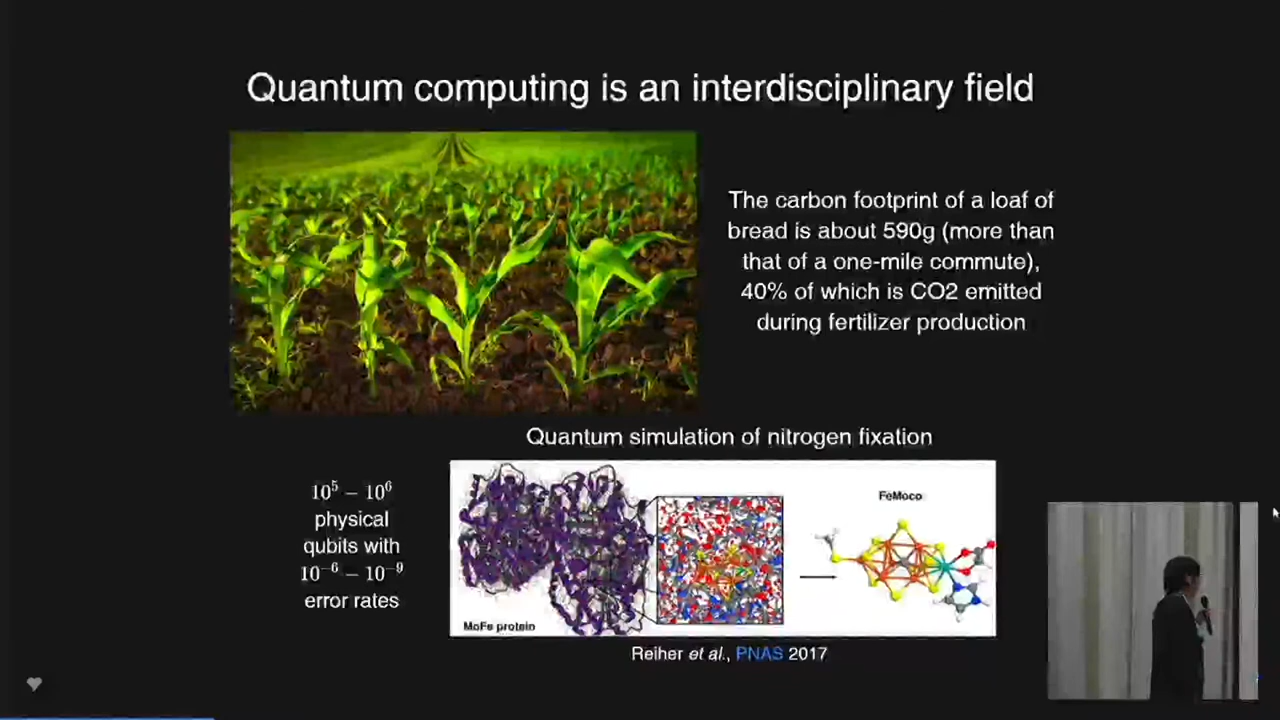 Quantum computing is an interdisciplinary field
The carbon footprint of a loaf of
bread is about 590g (more than
that of a one-mile commute),
40% of which is CO2 emitted
during fertilizer production
Quantum simulation of nitrogen fixation
10⁵ − 10⁶
physical
qubits with
10⁻⁶ − 10⁻⁹
error rates
FeMoco
MoFe protein
Reiher et al., PNAS 2017